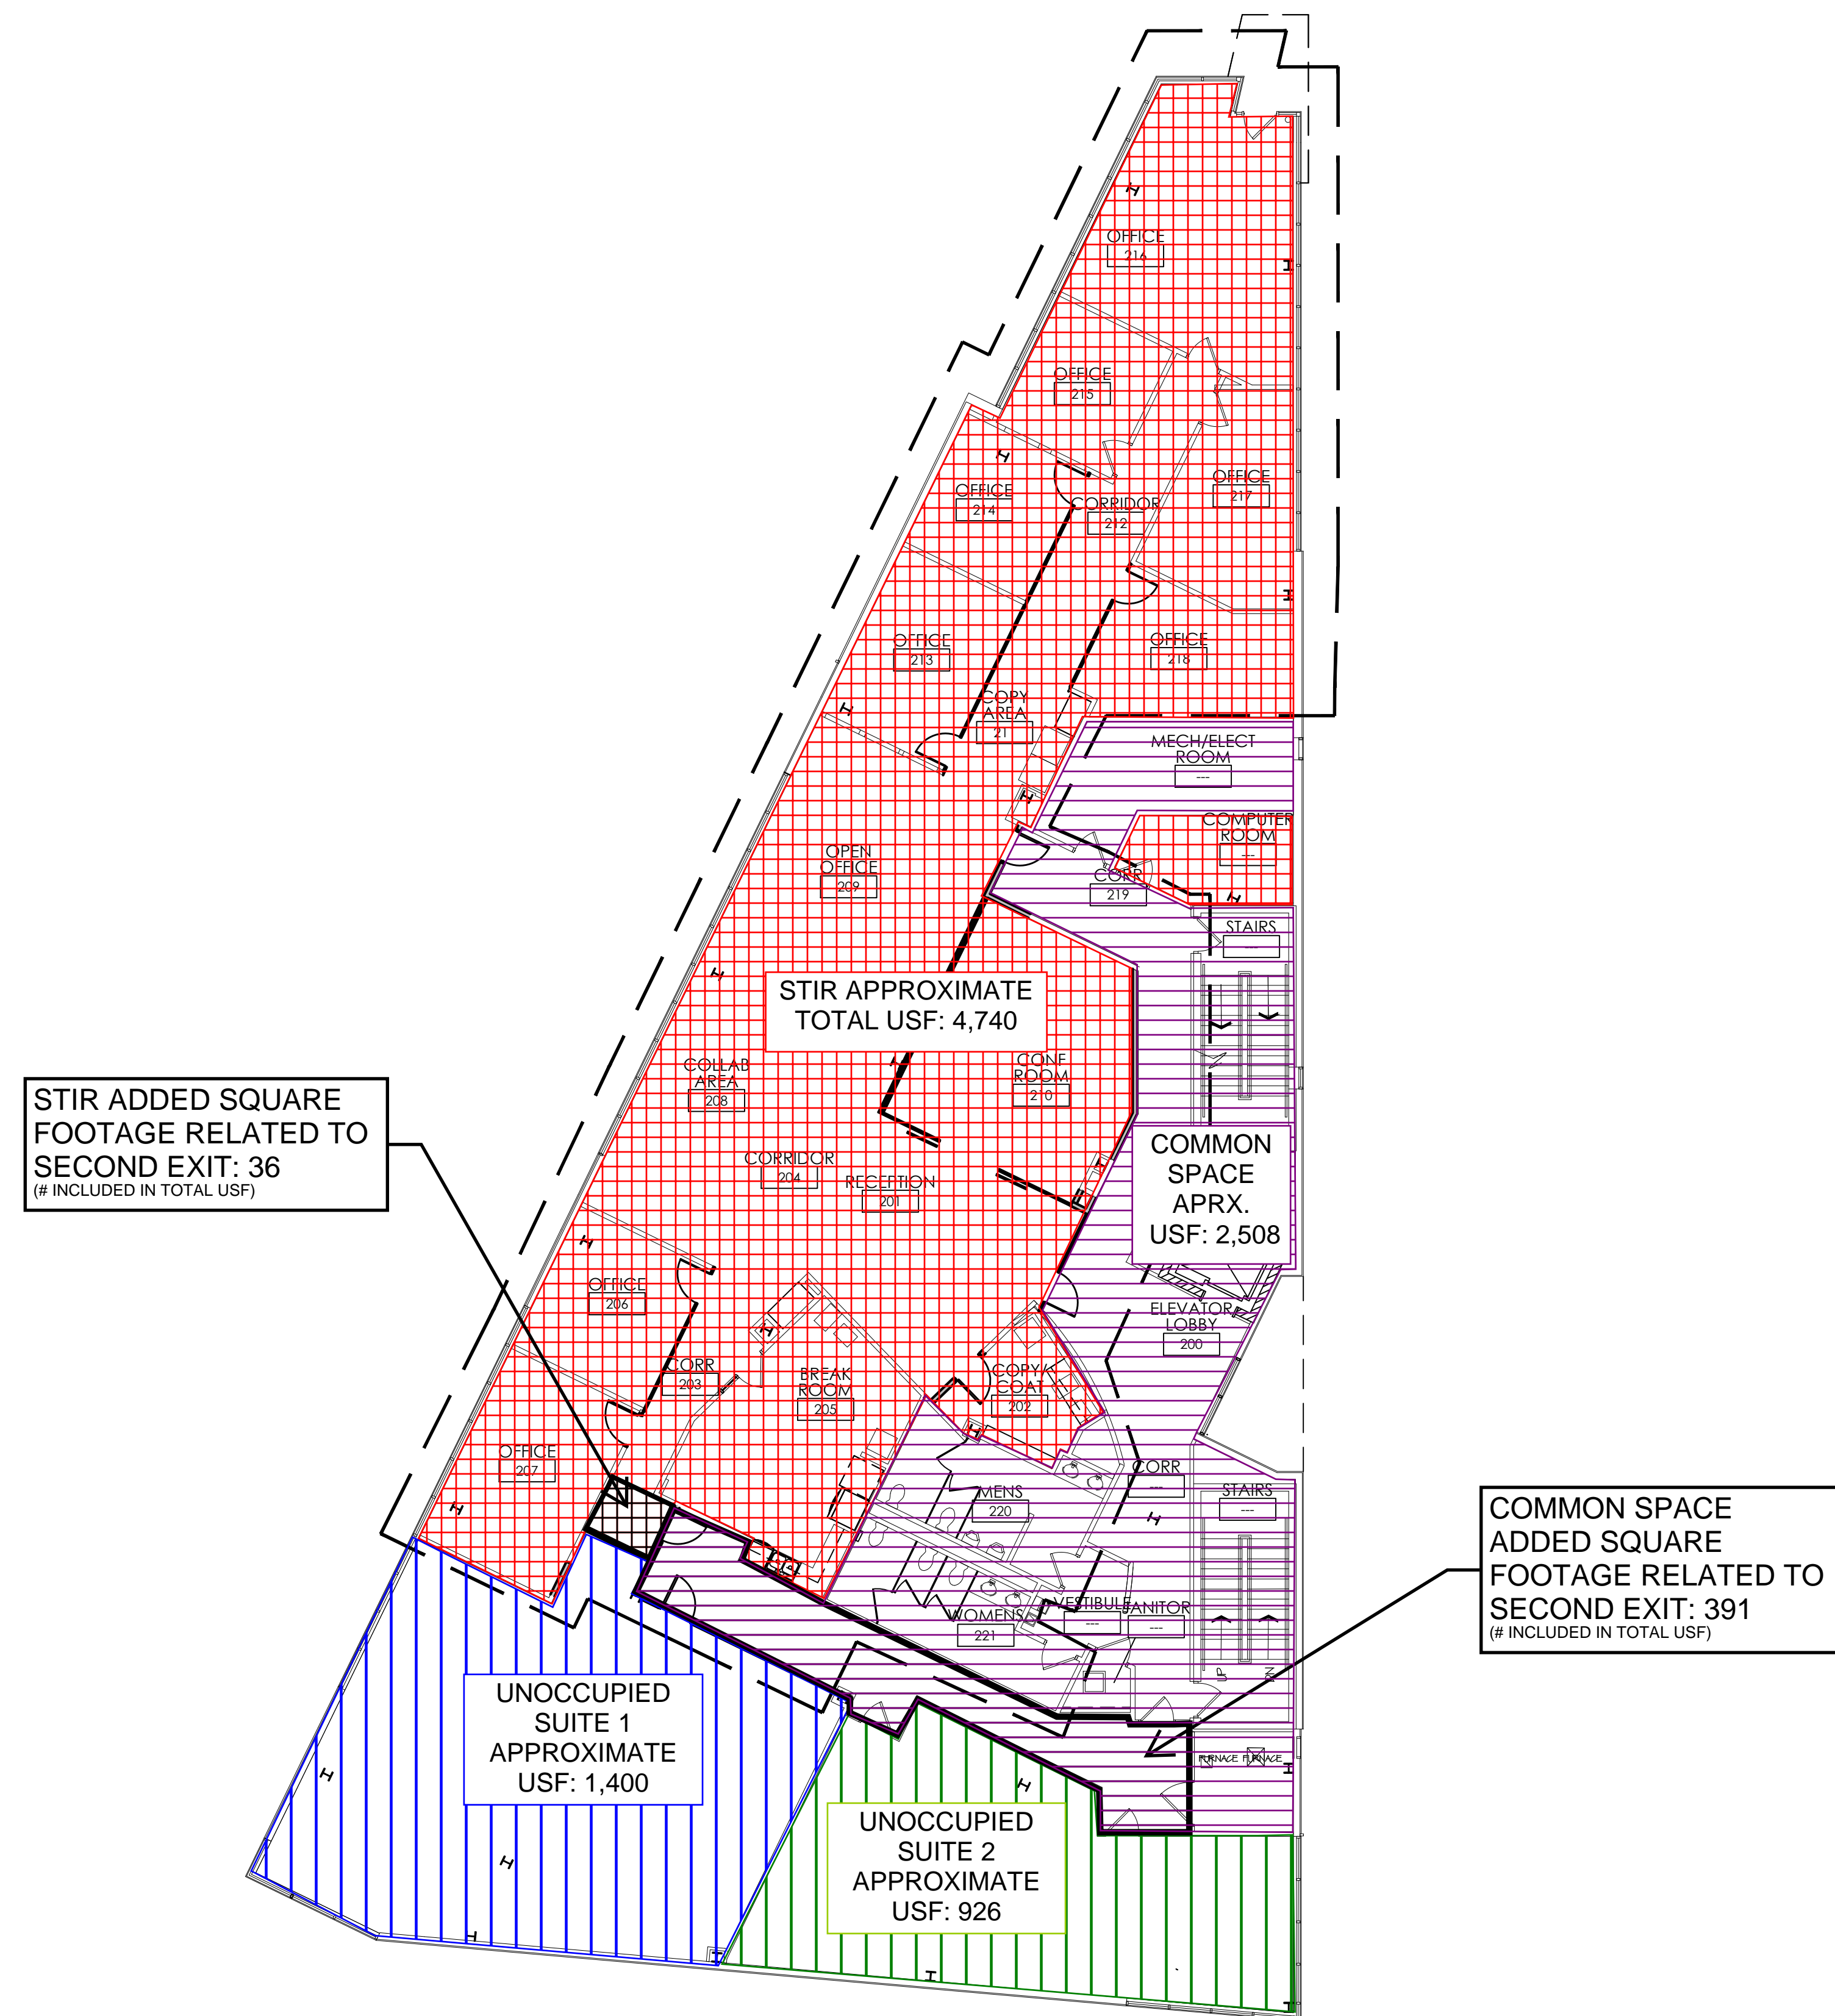 OFFICE
216
OFFICE
215
OFFICE
214
CORRIDOR
212
OFFICE
217
OFFICE
213
OFFICE
218
COPY
AREA
21
MECH/ELECT
ROOM
---
COMPUTER
ROOM
---
OPEN
OFFICE
209
CORR
219
STAIRS
---
STIR APPROXIMATE
TOTAL USF: 4,740
COLLAB
AREA
208
CONF
ROOM
210
STIR ADDED SQUARE
FOOTAGE RELATED TO
SECOND EXIT: 36
(# INCLUDED IN TOTAL USF)
COMMON
SPACE
APRX.
USF: 2,508
CORRIDOR
204
RECEPTION
201
OFFICE
206
ELEVATOR
LOBBY
200
CORR
203
BREAK
ROOM
205
COPY/
COAT
202
OFFICE
207
MENS
220
CORR
---
STAIRS
---
COMMON SPACE
ADDED SQUARE
FOOTAGE RELATED TO
SECOND EXIT: 391
(# INCLUDED IN TOTAL USF)
WOMENS
221
VESTIBULE
---
JANITOR
---
UP
DN
UNOCCUPIED
SUITE 1
APPROXIMATE
USF: 1,400
FURNACE FURNACE
UNOCCUPIED
SUITE 2
APPROXIMATE
USF: 926